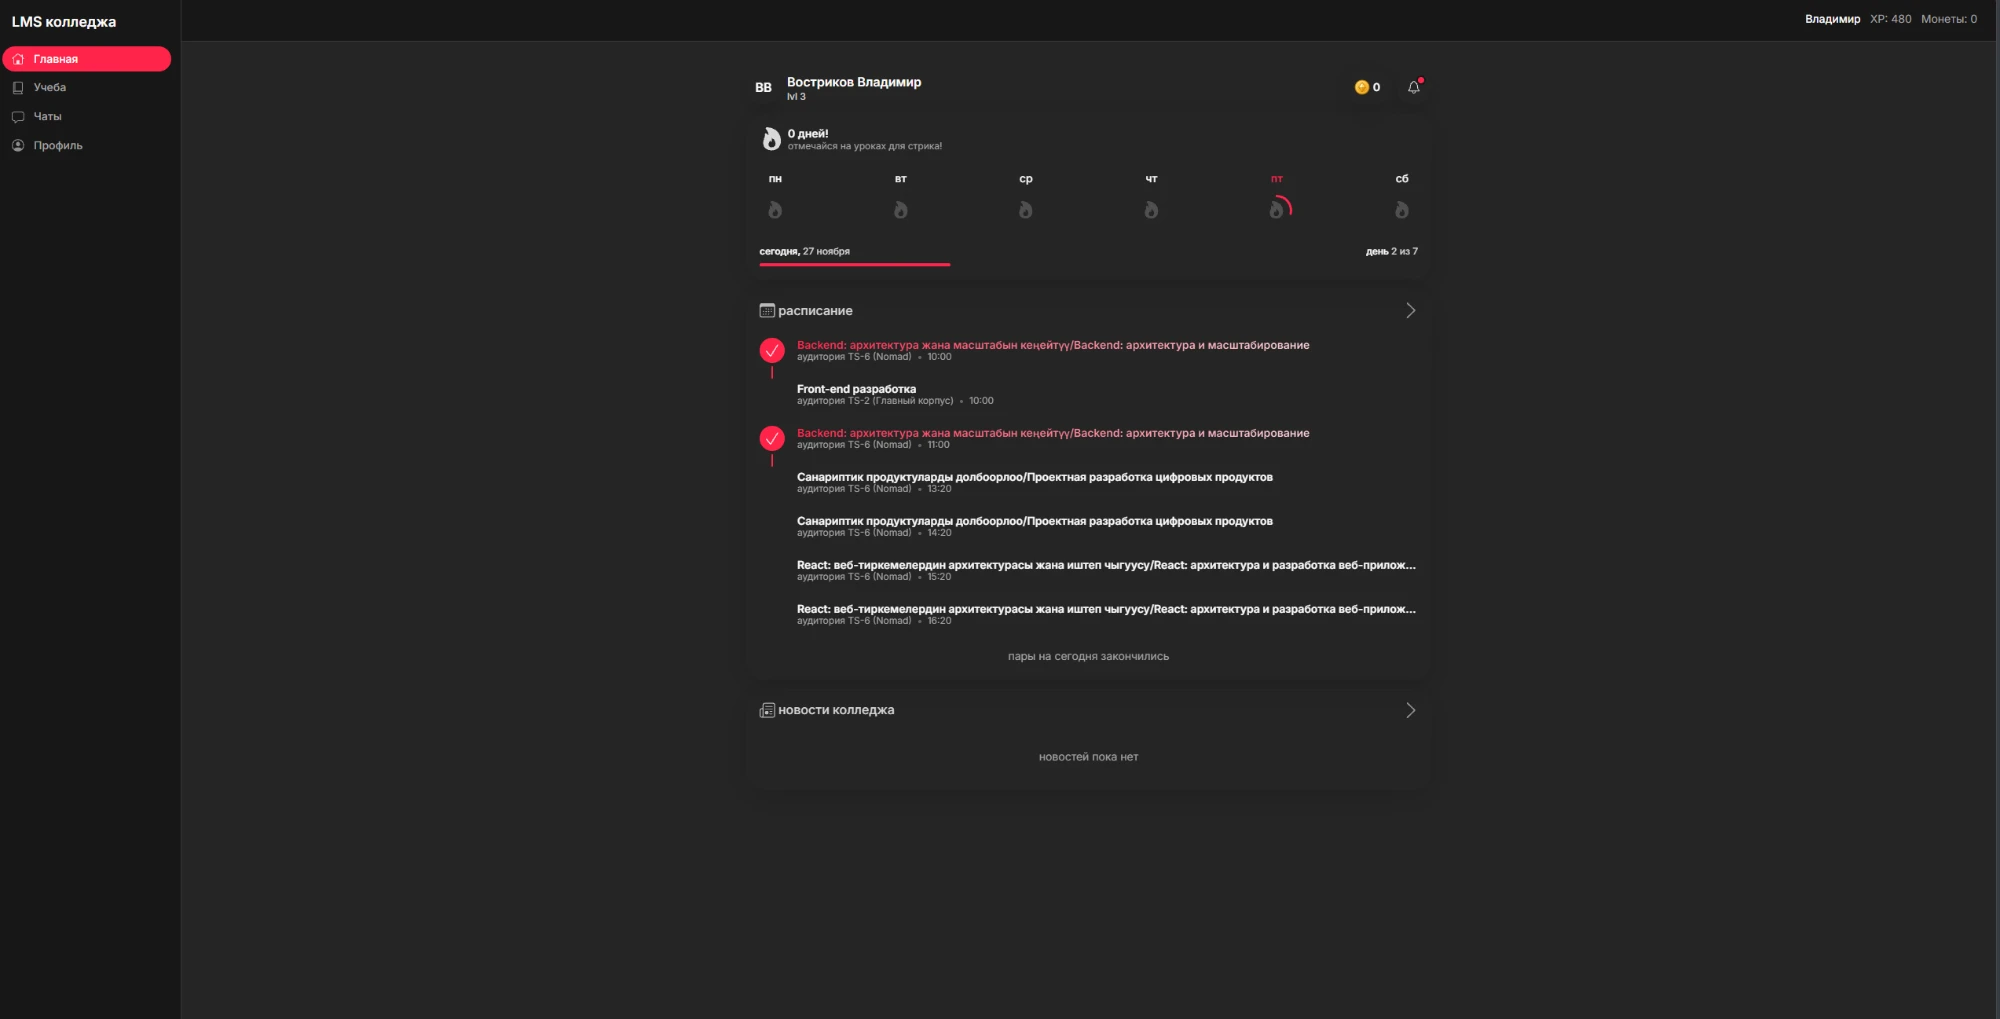 LMS колледжа
Главная
Учеба
Чаты
Профиль
Владимир XP: 480 Монеты: 0
ВВ
Востриков Владимир
lvl 3
0
0 дней!
отмечайся на уроках для стрика!
пн вт ср чт пт сб
сегодня, 27 ноября
день 2 из 7
расписание
Backend: архитектура жана масштабын кеңейтүү/Backend: архитектура и масштабирование
аудитория TS-6 (Nomad) • 10:00
Front-end разработка
аудитория TS-2 (Главный корпус) • 10:00
Backend: архитектура жана масштабын кеңейтүү/Backend: архитектура и масштабирование
аудитория TS-6 (Nomad) • 11:00
Санариптик продуктуларды долбоорлоо/Проектная разработка цифровых продуктов
аудитория TS-6 (Nomad) • 13:20
Санариптик продуктуларды долбоорлоо/Проектная разработка цифровых продуктов
аудитория TS-6 (Nomad) • 14:20
React: веб-тиркемелердин архитектурасы жана иштеп чыгуусу/React: архитектура и разработка веб-прилож...
аудитория TS-6 (Nomad) • 15:20
React: веб-тиркемелердин архитектурасы жана иштеп чыгуусу/React: архитектура и разработка веб-прилож...
аудитория TS-6 (Nomad) • 16:20
пары на сегодня закончились
новости колледжа
новостей пока нет